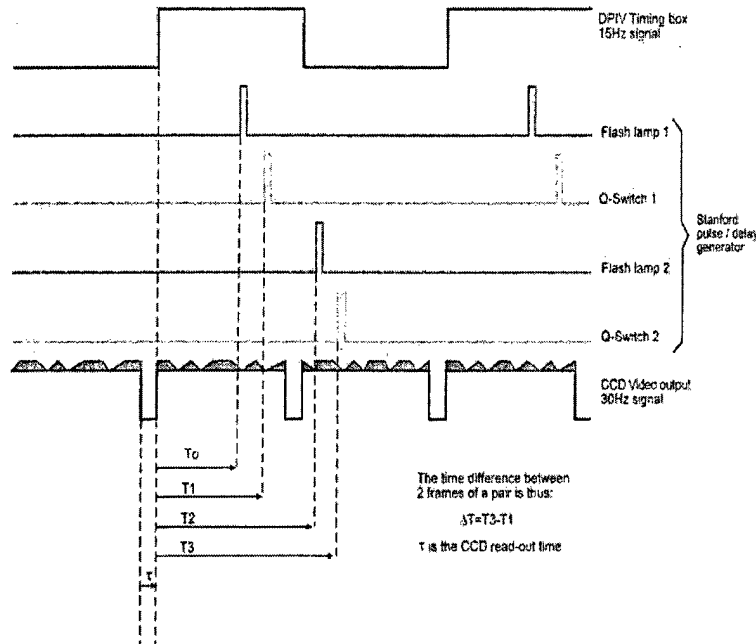 DPIV Timing box
15Hz signal
Flash lamp 1
Q-Switch 1
Stanford
pulse / delay
generator
Flash lamp 2
Q-Switch 2
CCD Video output
30Hz signal
To
T1
T2
T3
τ
The time difference between
2 frames of a pair is thus:
ΔT=T3-T1
τ is the CCD read-out time